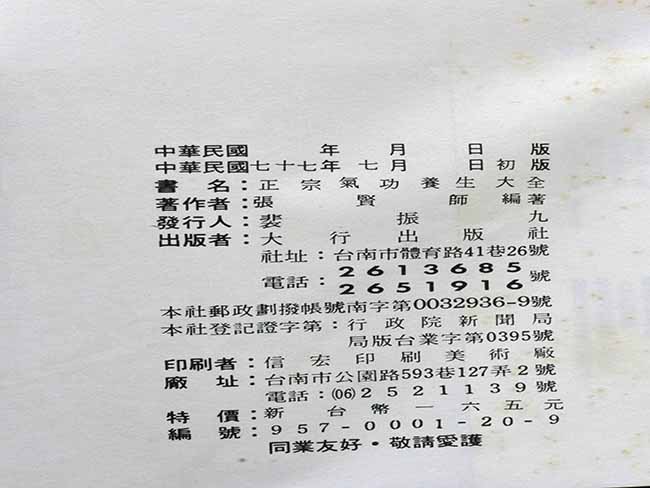 中華民國　年　月　日　版
中華民國七十七年 七月　日初版
書名：正宗氣功養生大全
著作者：張賢師編著
發行人：裴振九
出版者：大行出版社
社址：台南市體育路41巷26號
電話：2613685號
2651916
本社郵政劃撥帳號南字第0032936-9號
本社登記證字第：行政院新聞局
局版台業字第0395號
印刷者：信宏印刷美術廠
廠址：台南市公園路593巷127弄2號
電話：(06)2521139號
特價：新台幣一六五元
編號：957-0001-20-9
同業友好·敬請愛護